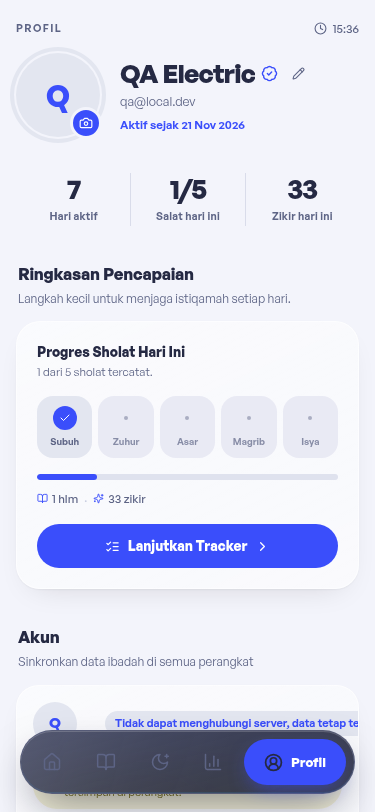 PROFIL
15:36
Q
QA Electric
qa@local.dev
Aktif sejak 21 Nov 2026
7
Hari aktif
1/5
Salat hari ini
33
Zikir hari ini
Ringkasan Pencapaian
Langkah kecil untuk menjaga istiqamah setiap hari.
Progres Sholat Hari Ini
1 dari 5 sholat tercatat.
Subuh
Zuhur
Asar
Magrib
Isya
1 hlm · 33 zikir
Lanjutkan Tracker
Akun
Sinkronkan data ibadah di semua perangkat
Q
Tidak dapat menghubungi server, data tetap te
tersimpan di perangkat.
Profil